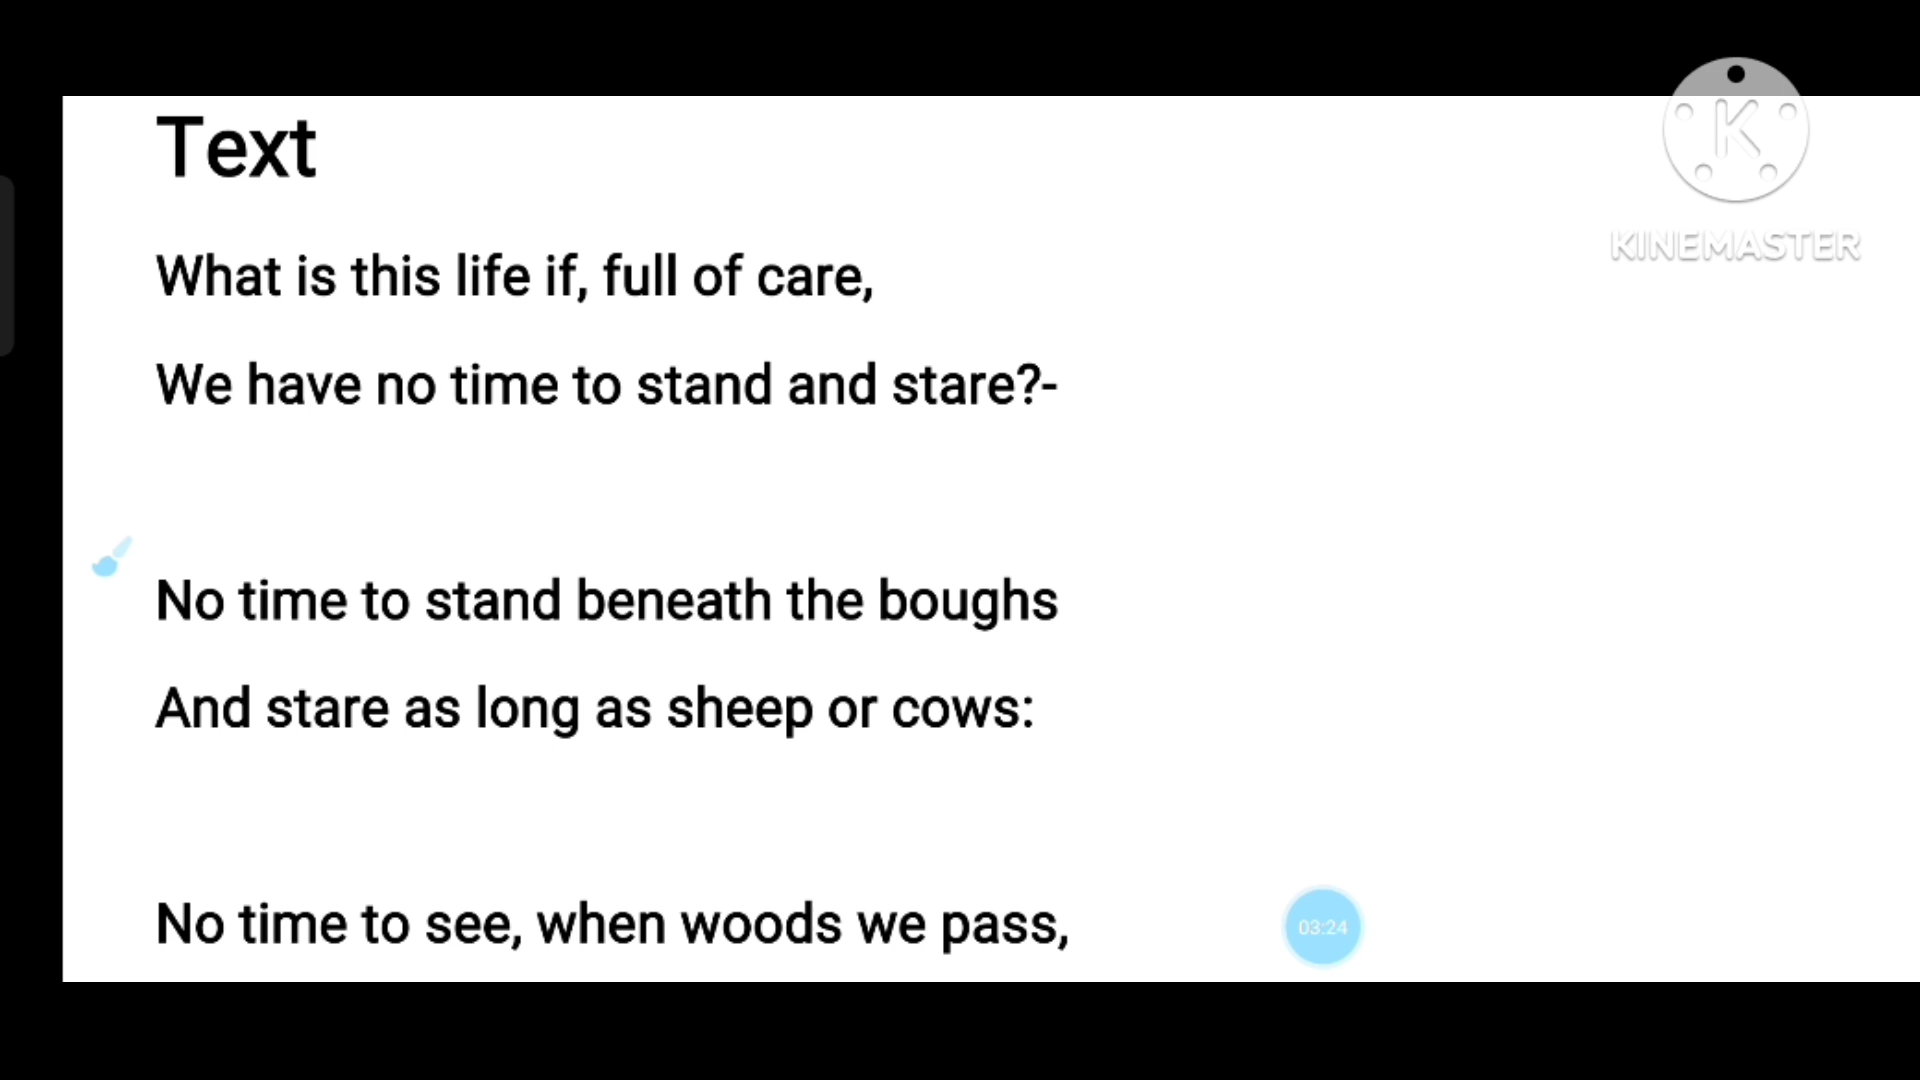 Text
K
KINEMASTER
What is this life if, full of care,
We have no time to stand and stare?-
No time to stand beneath the boughs
And stare as long as sheep or cows:
No time to see, when woods we pass,
03:24